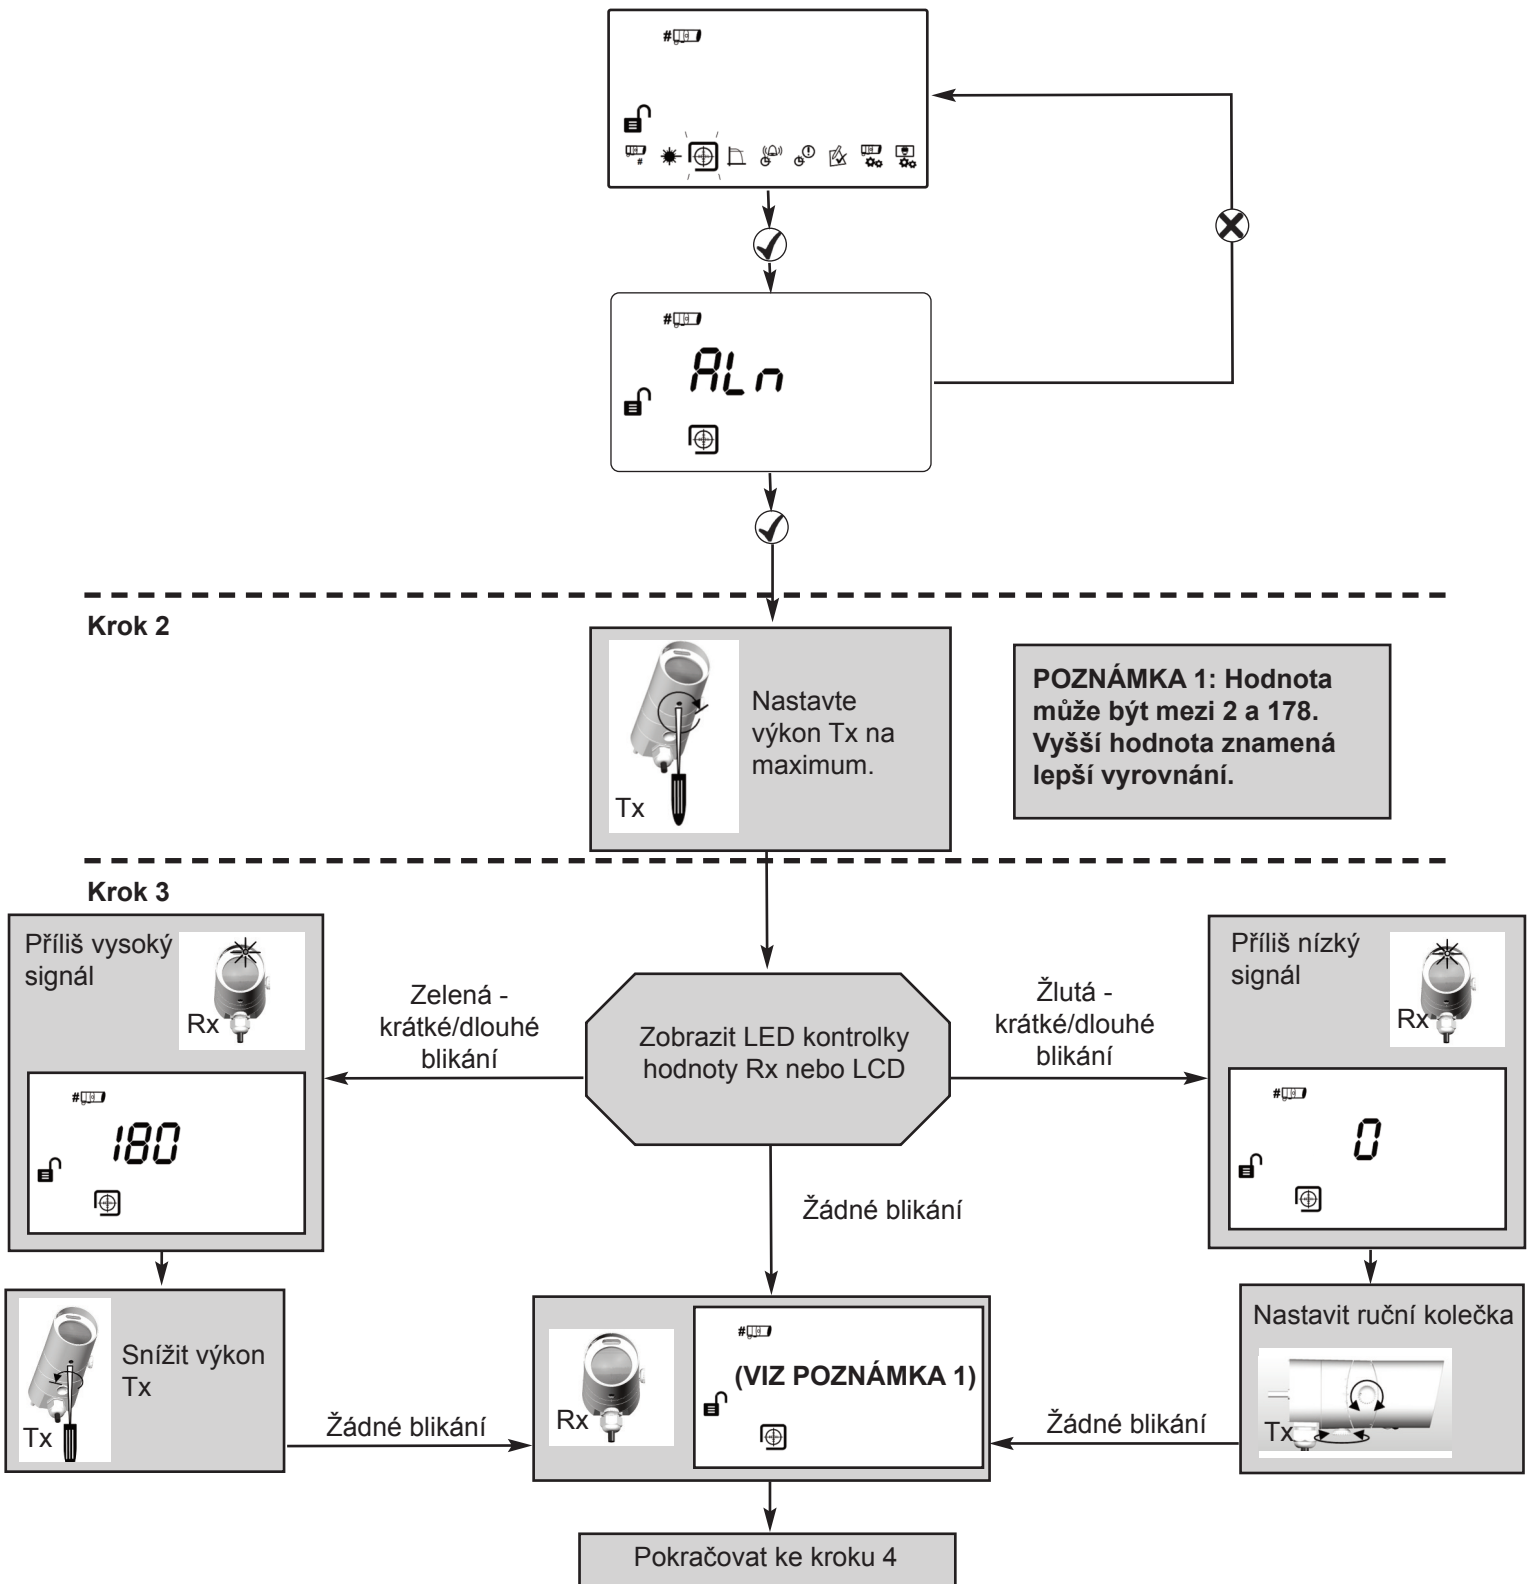 #
#
#
ALn
Krok 2
Nastavte
výkon Tx na
maximum.
Tx
POZNÁMKA 1: Hodnota
může být mezi 2 a 178.
Vyšší hodnota znamená
lepší vyrovnání.
Krok 3
Příliš vysoký
signál
Rx
#
180
Zelená -
krátké/dlouhé
blikání
Zobrazit LED kontrolky
hodnoty Rx nebo LCD
Žlutá -
krátké/dlouhé
blikání
Příliš nízký
signál
Rx
#
0
Žádné blikání
Snížit výkon
Tx
Tx
Žádné blikání
Rx
#
(VIZ POZNÁMKA 1)
Žádné blikání
Nastavit ruční kolečka
Tx
Pokračovat ke kroku 4